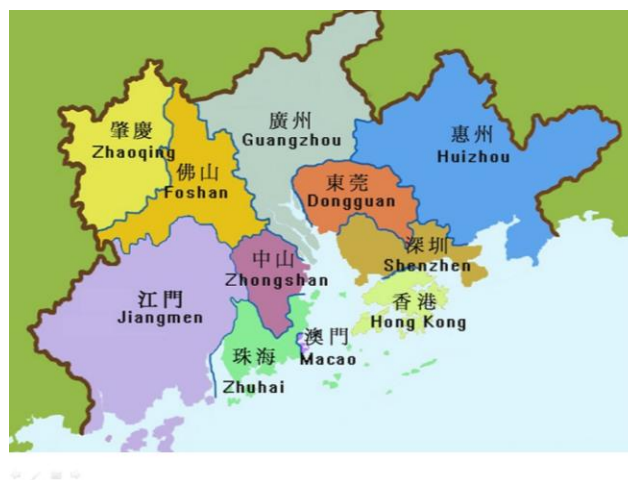 肇慶
Zhaoqing
佛山
Foshan
廣州
Guangzhou
惠州
Huizhou
東莞
Dongguan
深圳
Shenzhen
中山
Zhongshan
江門
Jiangmen
香港
Hong Kong
澳門
Macao
珠海
Zhuhai